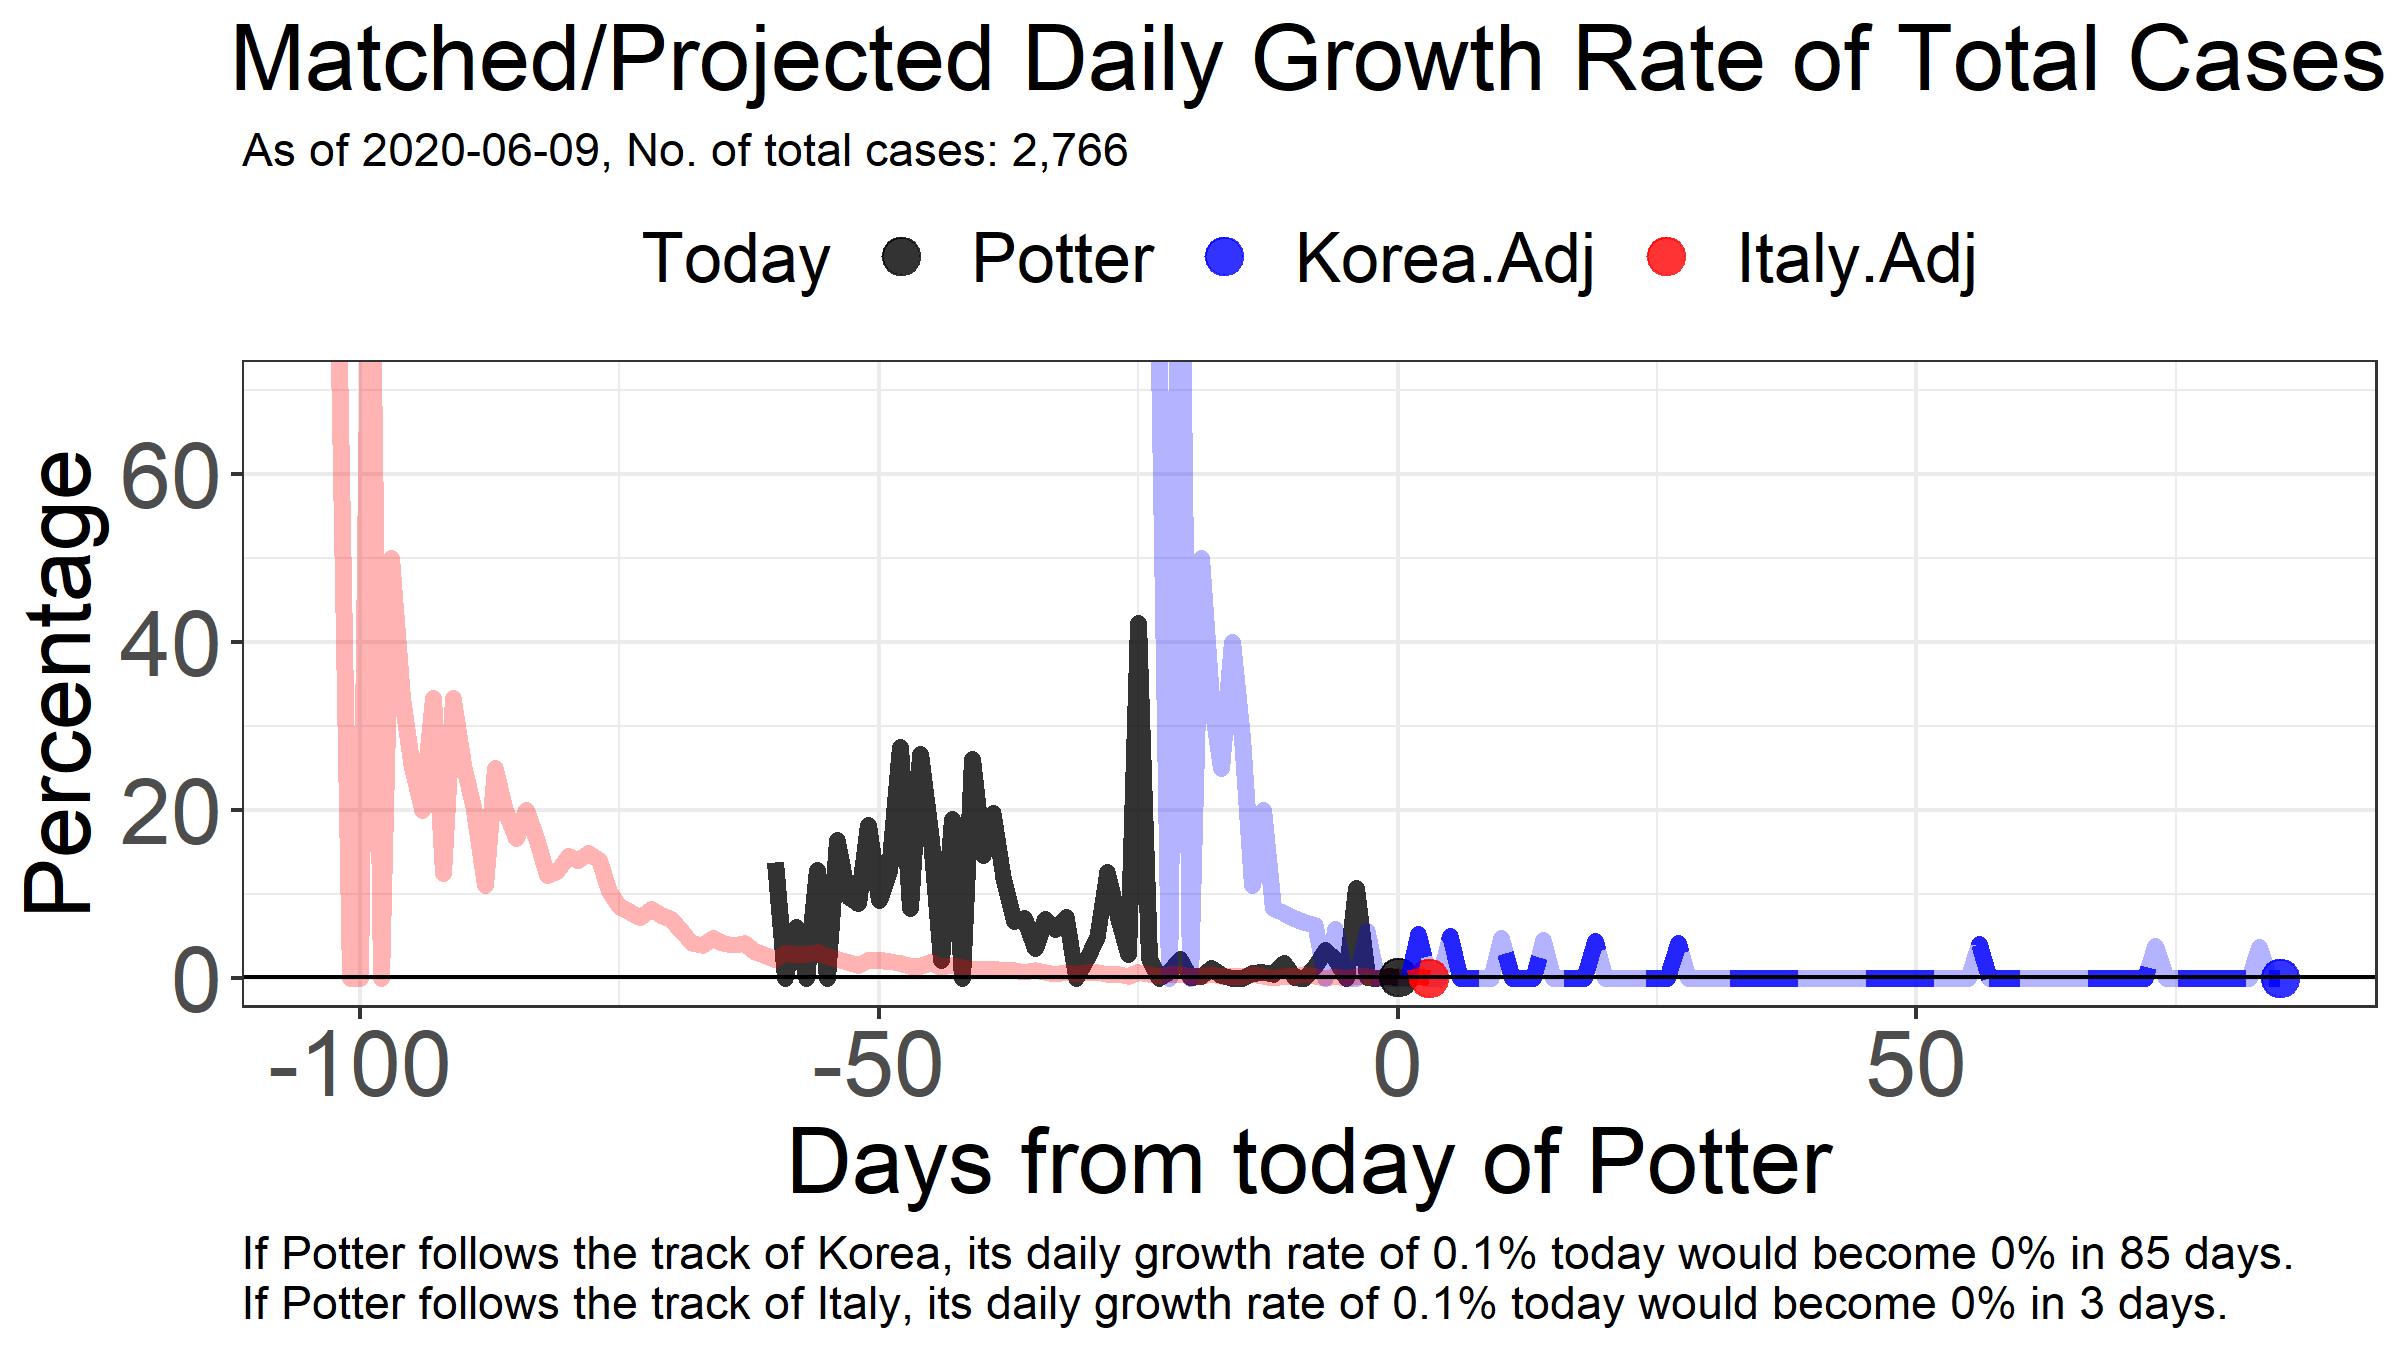 Matched/Projected Daily Growth Rate of Total Cases
As of 2020-06-09, No. of total cases: 2,766
Today Potter Korea.Adj Italy.Adj
Percentage
60
40
20
0
-100 -50 0 50
Days from today of Potter
If Potter follows the track of Korea, its daily growth rate of 0.1% today would become 0% in 85 days.
If Potter follows the track of Italy, its daily growth rate of 0.1% today would become 0% in 3 days.